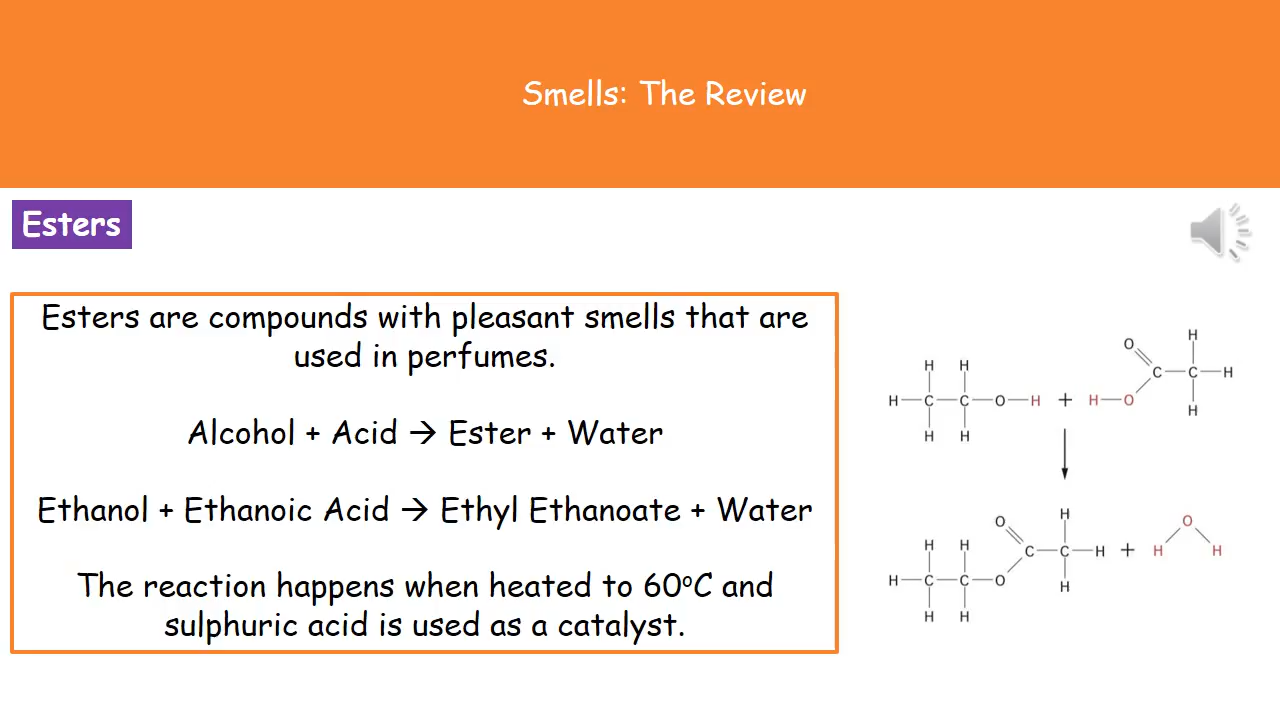 Smells: The Review
Esters
Esters are compounds with pleasant smells that are
used in perfumes.
Alcohol + Acid → Ester + Water
Ethanol + Ethanoic Acid → Ethyl Ethanoate + Water
The reaction happens when heated to 60ºC and
sulphuric acid is used as a catalyst.
H
O
H H
C—C—H
H—C—C—O—H + H—O
H
H H
H
O
H H
C—C—H + H O H
H—C—C—O
H
H H